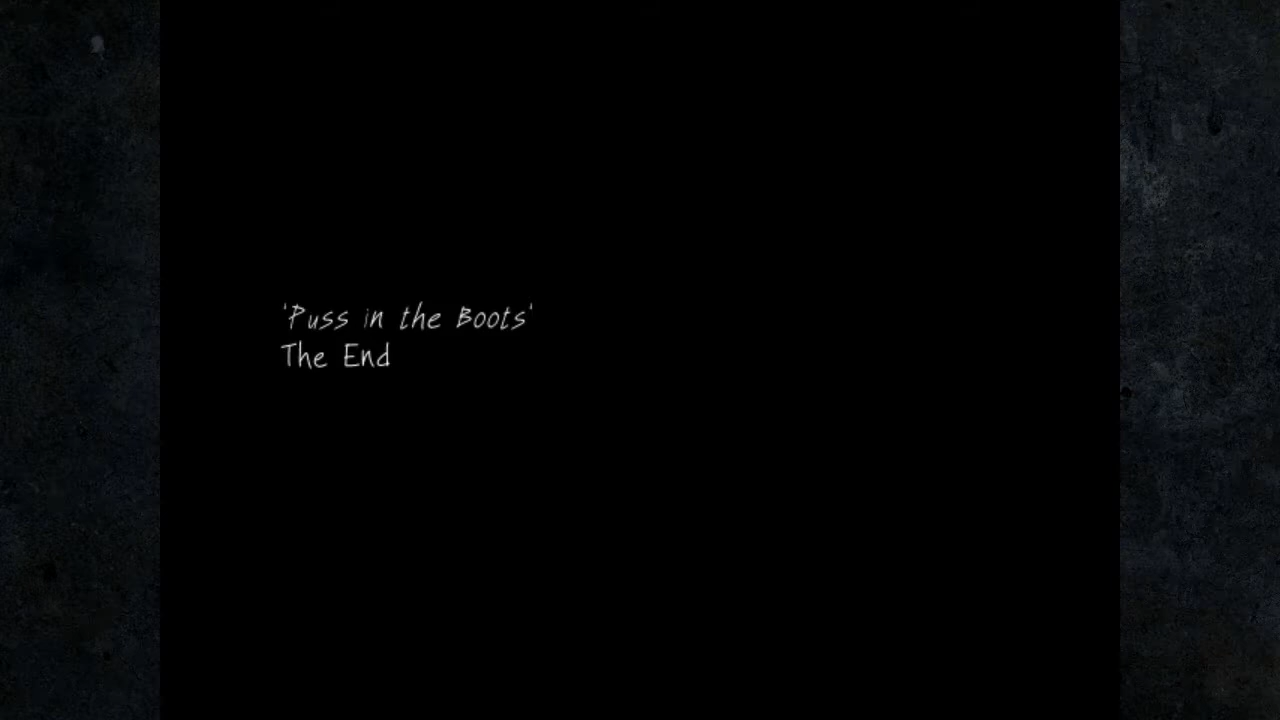 'Puss in the Boots'
The End